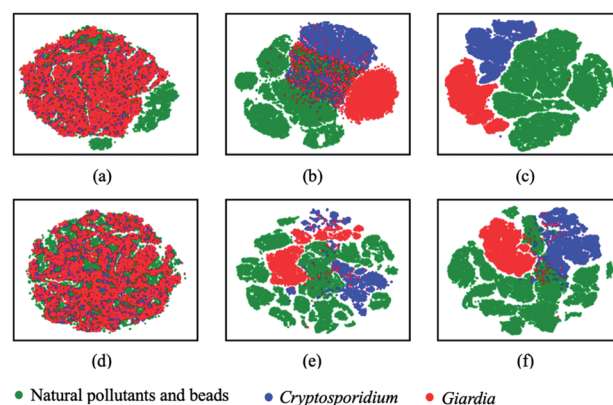 (a) (b) (c)
(d) (e) (f)
Natural pollutants and beads Cryptosporidium Giardia